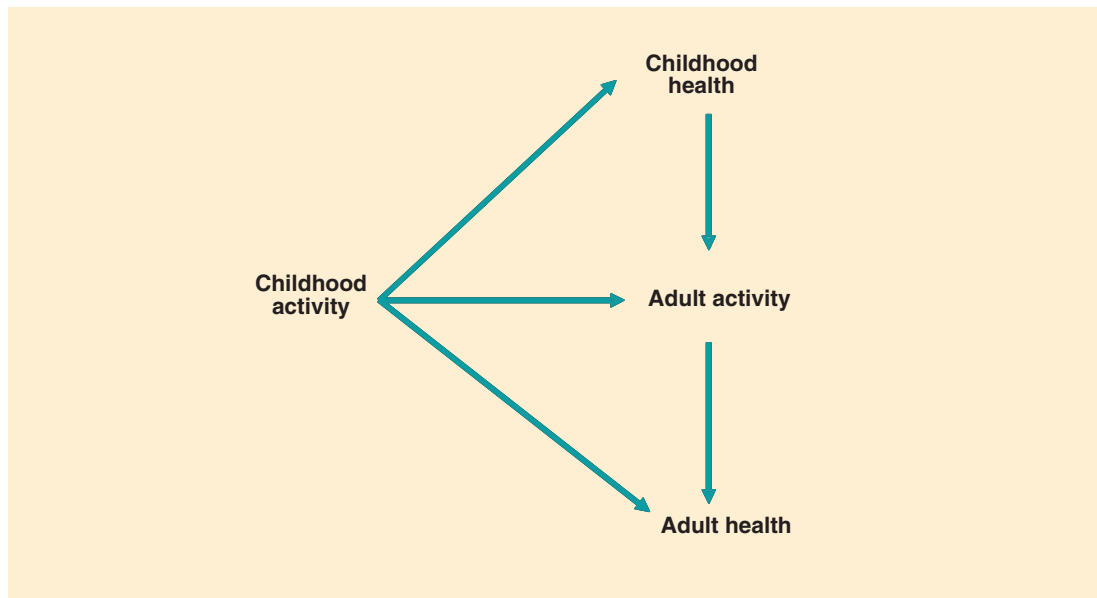 Childhood
health
Childhood
activity
Adult activity
Adult health